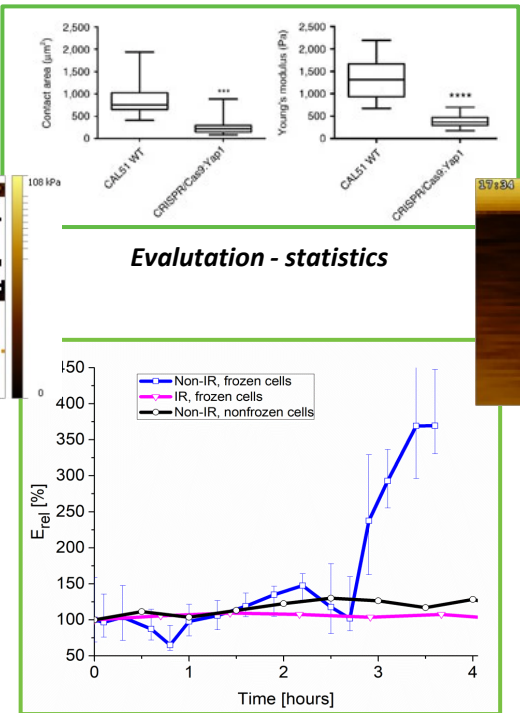 2,500
2,000
1,500
1,000
500
0
Contact area (µm²)
***
CAL51 WT
CRISPR/Cas9:Yap1
2,500
2,000
1,500
1,000
500
0
Young's modulus (Pa)
****
CAL51 WT
CRISPR/Cas9:Yap1
108 kPa
0
17:34
Evalutation - statistics
450
400
350
300
250
200
150
100
50
E_rel [%]
Non-IR, frozen cells
IR, frozen cells
Non-IR, nonfrozen cells
0 1 2 3 4
Time [hours]